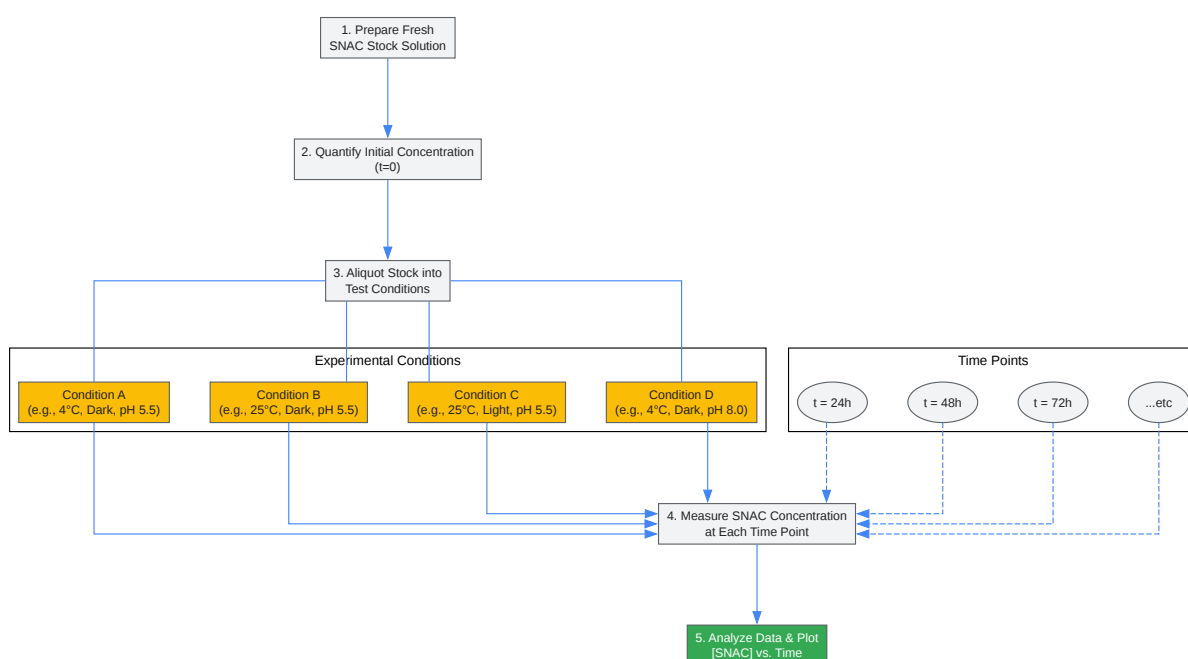 1. Prepare Fresh
SNAC Stock Solution
2. Quantify Initial Concentration
(t=0)
3. Aliquot Stock into
Test Conditions
Experimental Conditions
Time Points
Condition A
(e.g., 4°C, Dark, pH 5.5)
Condition B
(e.g., 25°C, Dark, pH 5.5)
Condition C
(e.g., 25°C, Light, pH 5.5)
Condition D
(e.g., 4°C, Dark, pH 8.0)
t = 24h
t = 48h
t = 72h
...etc
4. Measure SNAC Concentration
at Each Time Point
5. Analyze Data & Plot
[SNAC] vs. Time